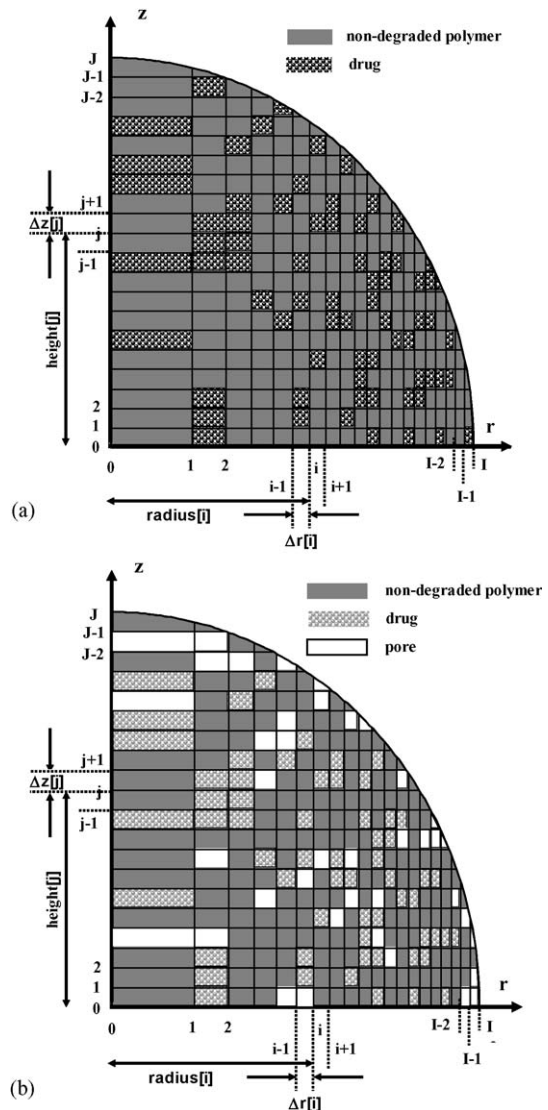 z
J
J-1
J-2
non-degraded polymer
drug
j+1
Δz[j]
j
j-1
height[j]
2
1
0
r
0 1 2
i-1 i i+1
I-2 I-1 I
radius[i]
Δr[i]
(a)
z
J
J-1
J-2
non-degraded polymer
drug
pore
j+1
Δz[j]
j
j-1
height[j]
2
1
0
r
0 1 2
i-1 i i+1
I-2 I-1 I
radius[i]
Δr[i]
(b)